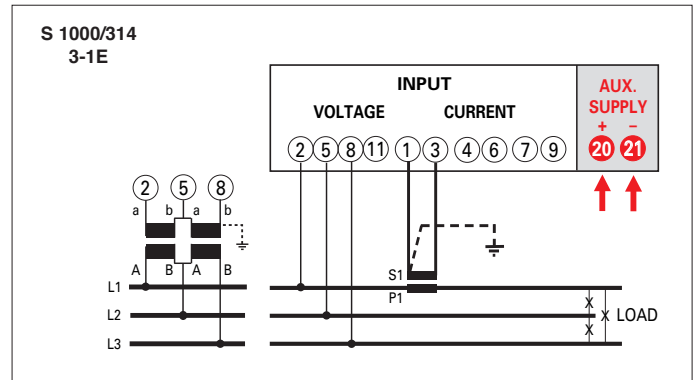 S 1000/314
3-1E
INPUT
VOLTAGE CURRENT
AUX.
SUPPLY
+ –
2 5 8 11 1 3 4 6 7 9 20 21
2 5 8
a b a b
A B A B
S1
P1
L1
L2
L3
X
X LOAD
X